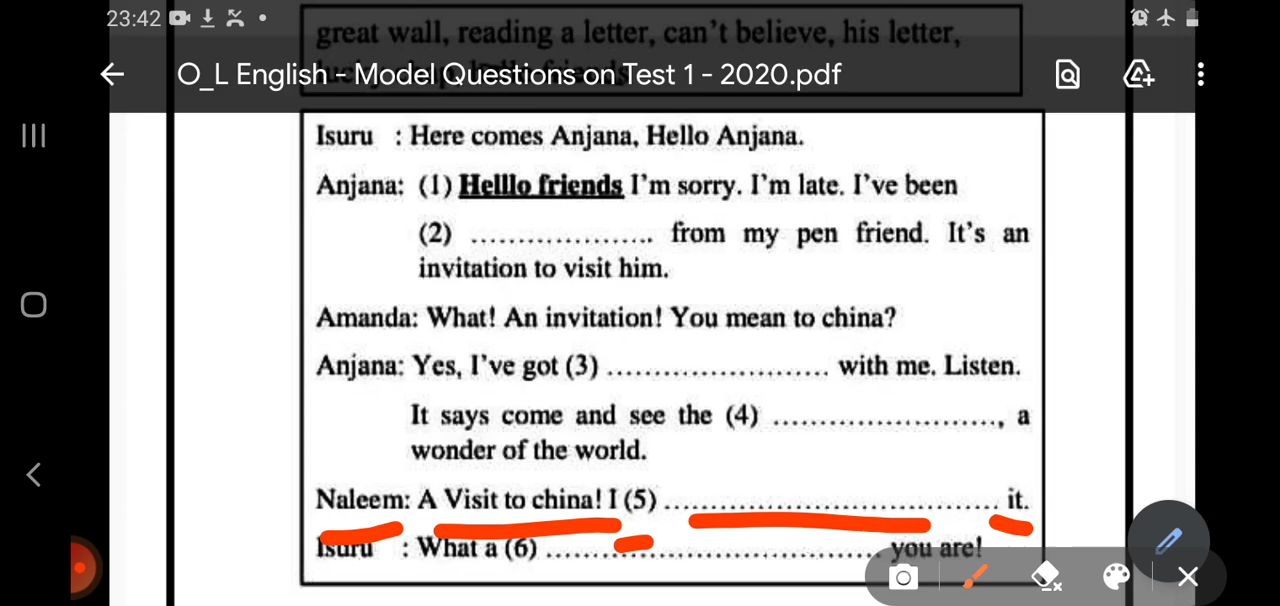 23:42
great wall, reading a letter, can't believe, his letter,
O_L English - Model Questions on Test 1 - 2020.pdf
Isuru : Here comes Anjana, Hello Anjana.
Anjana: (1) Helllo friends I'm sorry. I'm late. I've been
(2) .................... from my pen friend. It's an
invitation to visit him.
Amanda: What! An invitation! You mean to china?
Anjana: Yes, I've got (3) ........................ with me. Listen.
It says come and see the (4) ........................, a
wonder of the world.
Naleem: A Visit to china! I (5) .................................... it.
Isuru : What a (6) .................................... you are!